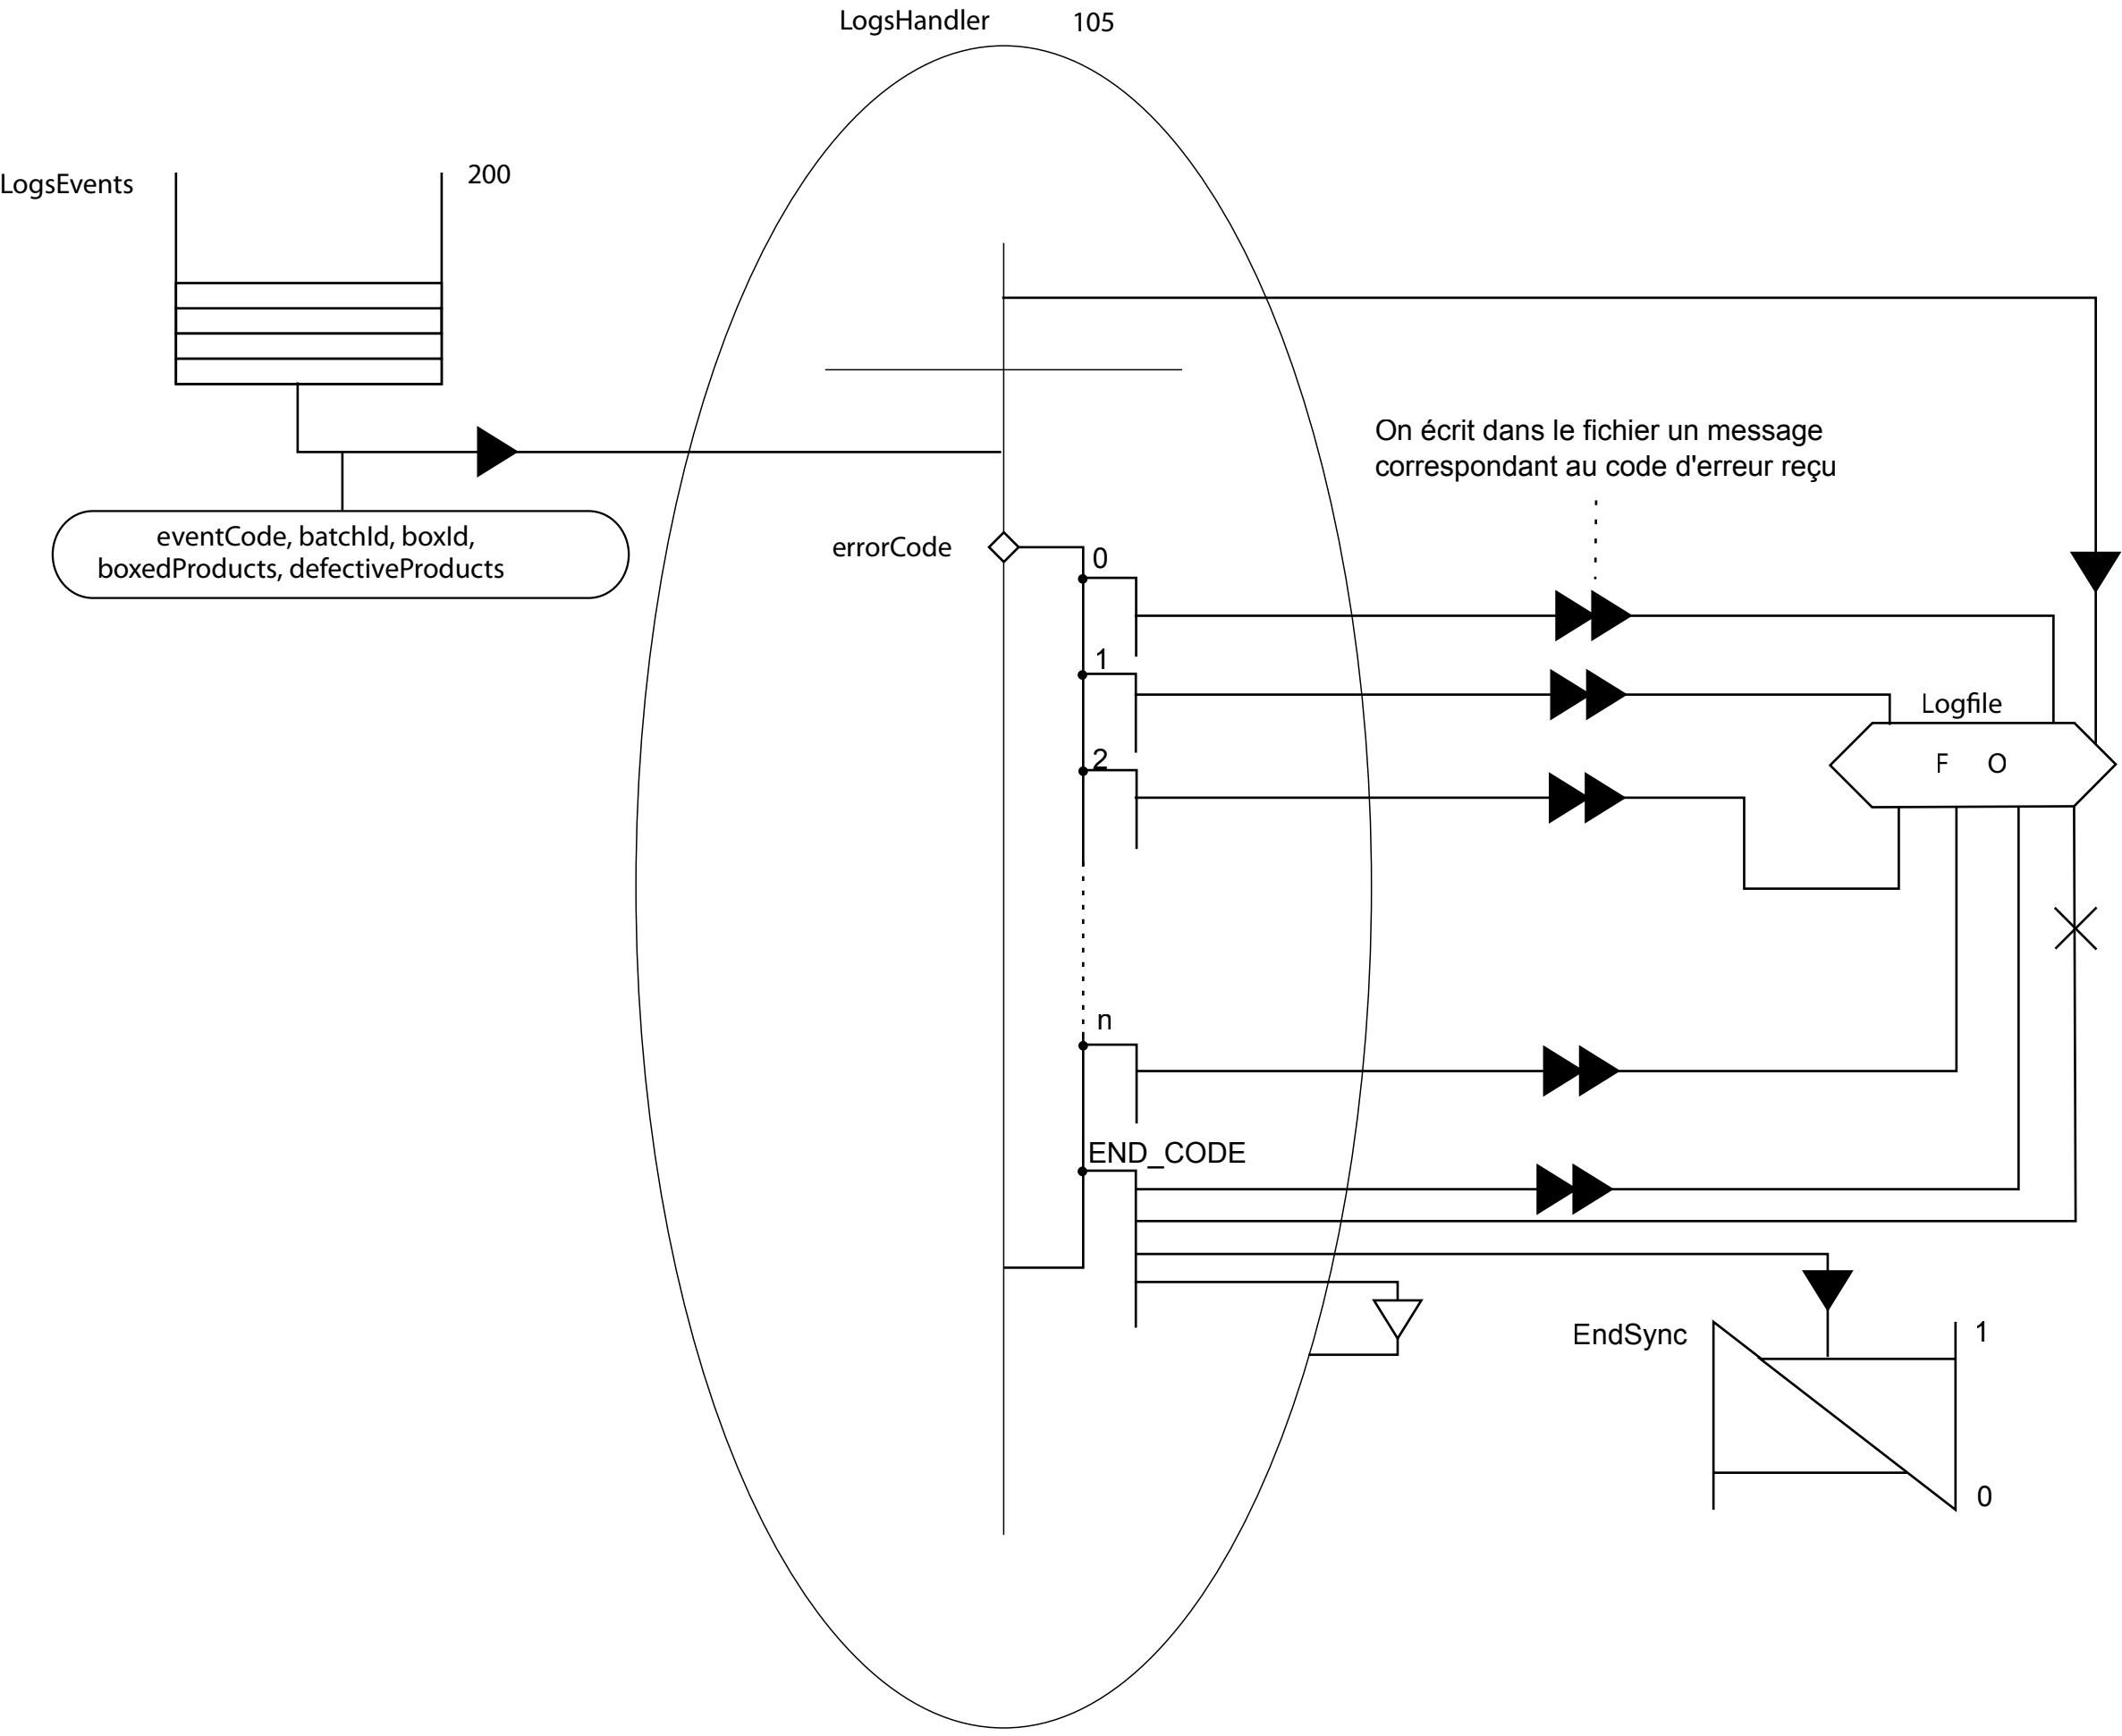 LogsHandler 105
LogsEvents
200
On écrit dans le fichier un message
correspondant au code d'erreur reçu
eventCode, batchId, boxId,
boxedProducts, defectiveProducts
errorCode
0
1
2
Logfile
F O
n
END_CODE
EndSync
1
0